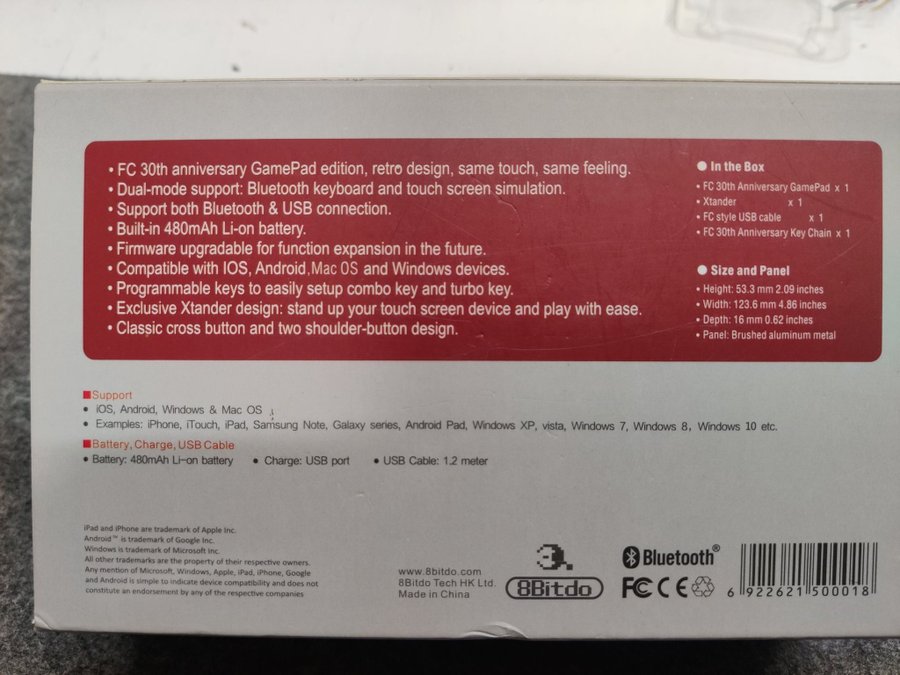 • FC 30th anniversary GamePad edition, retro design, same touch, same feeling.
• Dual-mode support: Bluetooth keyboard and touch screen simulation.
• Support both Bluetooth & USB connection.
• Built-in 480mAh Li-on battery.
• Firmware upgradable for function expansion in the future.
• Compatible with IOS, Android,Mac OS and Windows devices.
• Programmable keys to easily setup combo key and turbo key.
• Exclusive Xtander design: stand up your touch screen device and play with ease.
• Classic cross button and two shoulder-button design.
● In the Box
• FC 30th Anniversary GamePad x 1
• Xtander x 1
• FC style USB cable x 1
• FC 30th Anniversary Key Chain x 1
● Size and Panel
• Height: 53.3 mm 2.09 inches
• Width: 123.6 mm 4.86 inches
• Depth: 16 mm 0.62 inches
• Panel: Brushed aluminum metal
■Support
• iOS, Android, Windows & Mac OS
• Examples: iPhone, iTouch, iPad, Samsung Note, Galaxy series, Android Pad, Windows XP, vista, Windows 7, Windows 8, Windows 10 etc.
■Battery, Charge, USB Cable
• Battery: 480mAh Li-on battery • Charge: USB port • USB Cable: 1.2 meter
iPad and iPhone are trademark of Apple Inc.
Android™ is trademark of Google Inc.
Windows is trademark of Microsoft Inc.
All other trademarks are the property of their respective owners.
Any mention of Microsoft, Windows, Apple, iPad, iPhone, Google
and Android is simple to indicate device compatibility and does not
constitute an endorsement by any of the respective companies
www.8bitdo.com
8Bitdo Tech HK Ltd.
Made in China
8Bitdo
Bluetooth®
FC CE
6 922621 500018